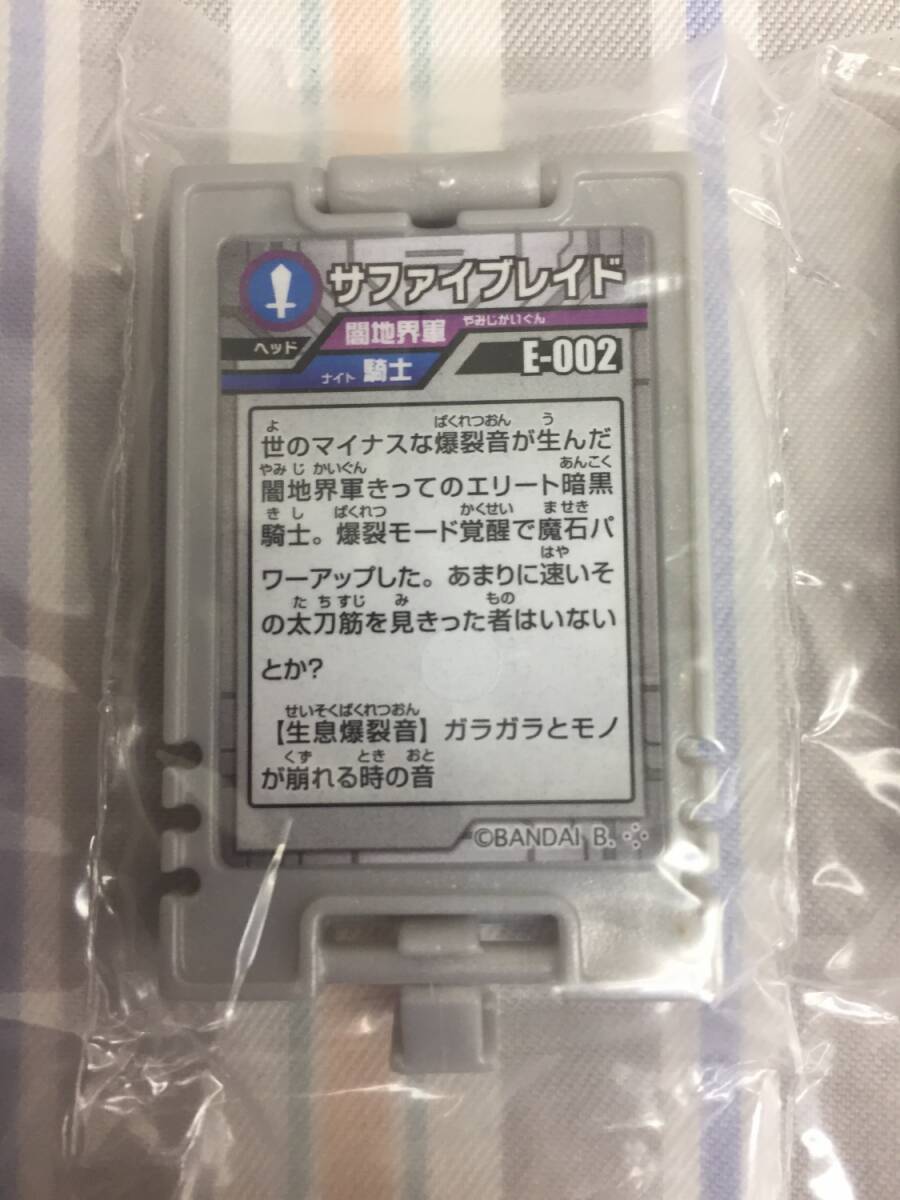 サファイブレイド
やみじかいぐん
闇地界軍
ヘッド
ナイト 騎士
E-002
よ ばくれつおん う
世のマイナスな爆裂音が生んだ
やみじかいぐん あんこく
闇地界軍きってのエリート暗黒
きし ばくれつ かくせい ませき
騎士。爆裂モード覚醒で魔石パ
はや
ワーアップした。あまりに速いそ
たちすじ み もの
の太刀筋を見きった者はいない
とか?
せいそくばくれつおん
【生息爆裂音】ガラガラとモノ
くず とき おと
が崩れる時の音
©BANDAI B.